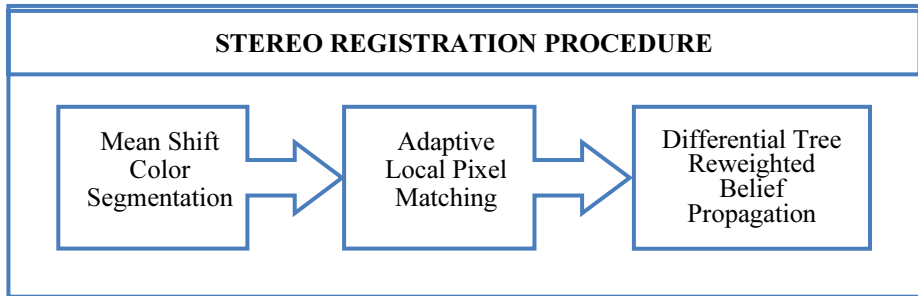 STEREO REGISTRATION PROCEDURE
Mean Shift
Color
Segmentation
Adaptive
Local Pixel
Matching
Differential Tree
Reweighted
Belief
Propagation